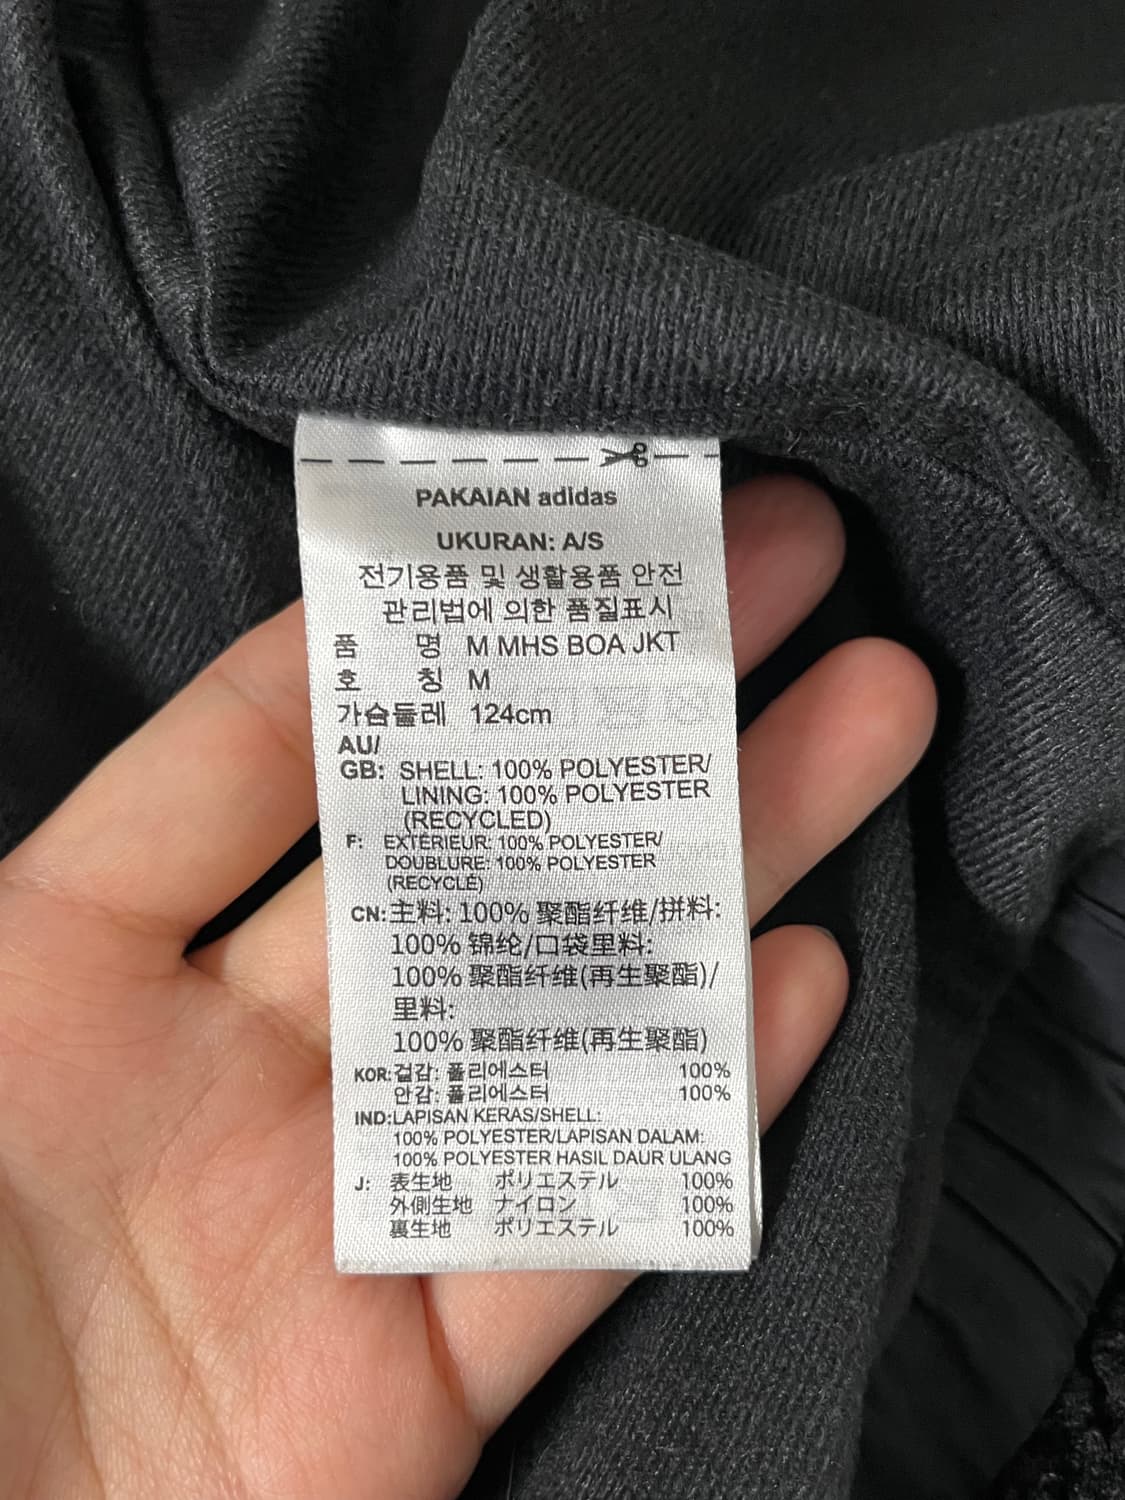 PAKAIAN adidas
UKURAN: A/S
전기용품 및 생활용품 안전
관리법에 의한 품질표시
품 명 M MHS BOA JKT
호 칭 M
가슴둘레 124cm
AU/
GB: SHELL: 100% POLYESTER/
LINING: 100% POLYESTER
(RECYCLED)
F: EXTÉRIEUR: 100% POLYESTER/
DOUBLURE: 100% POLYESTER
(RECYCLÉ)
CN: 主料: 100% 聚酯纤维/拼料:
100% 锦纶/口袋里料:
100% 聚酯纤维(再生聚酯)/
里料:
100% 聚酯纤维(再生聚酯)
KOR: 겉감: 폴리에스터 100%
안감: 폴리에스터 100%
IND: LAPISAN KERAS/SHELL:
100% POLYESTER/LAPISAN DALAM:
100% POLYESTER HASIL DAUR ULANG
J: 表生地 ポリエステル 100%
外側生地 ナイロン 100%
裏生地 ポリエステル 100%